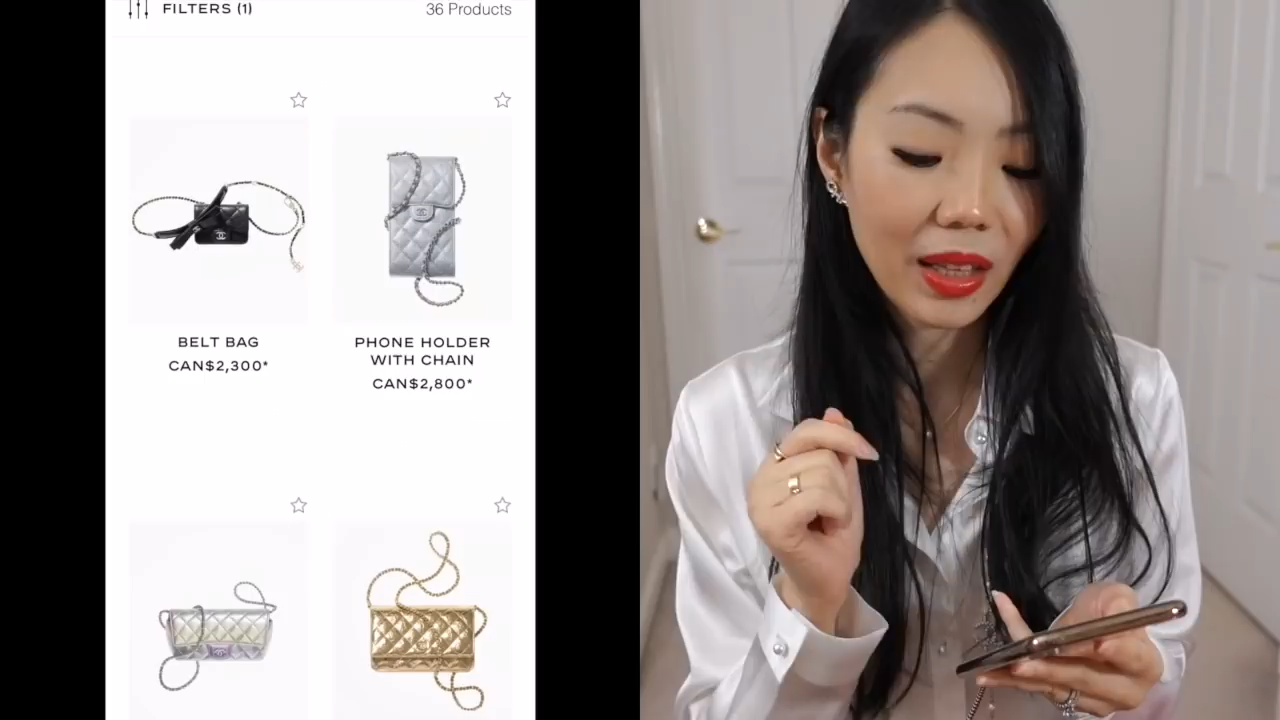 FILTERS (1)
36 Products
BELT BAG
CAN$2,300*
PHONE HOLDER
WITH CHAIN
CAN$2,800*